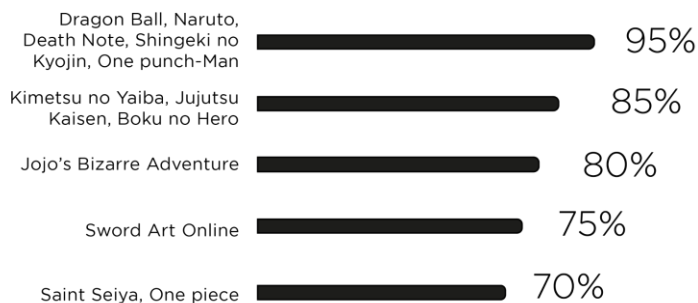 Dragon Ball, Naruto,
Death Note, Shingeki no
Kyojin, One punch-Man
95%
Kimetsu no Yaiba, Jujutsu
Kaisen, Boku no Hero
85%
Jojo’s Bizarre Adventure
80%
Sword Art Online
75%
Saint Seiya, One piece
70%